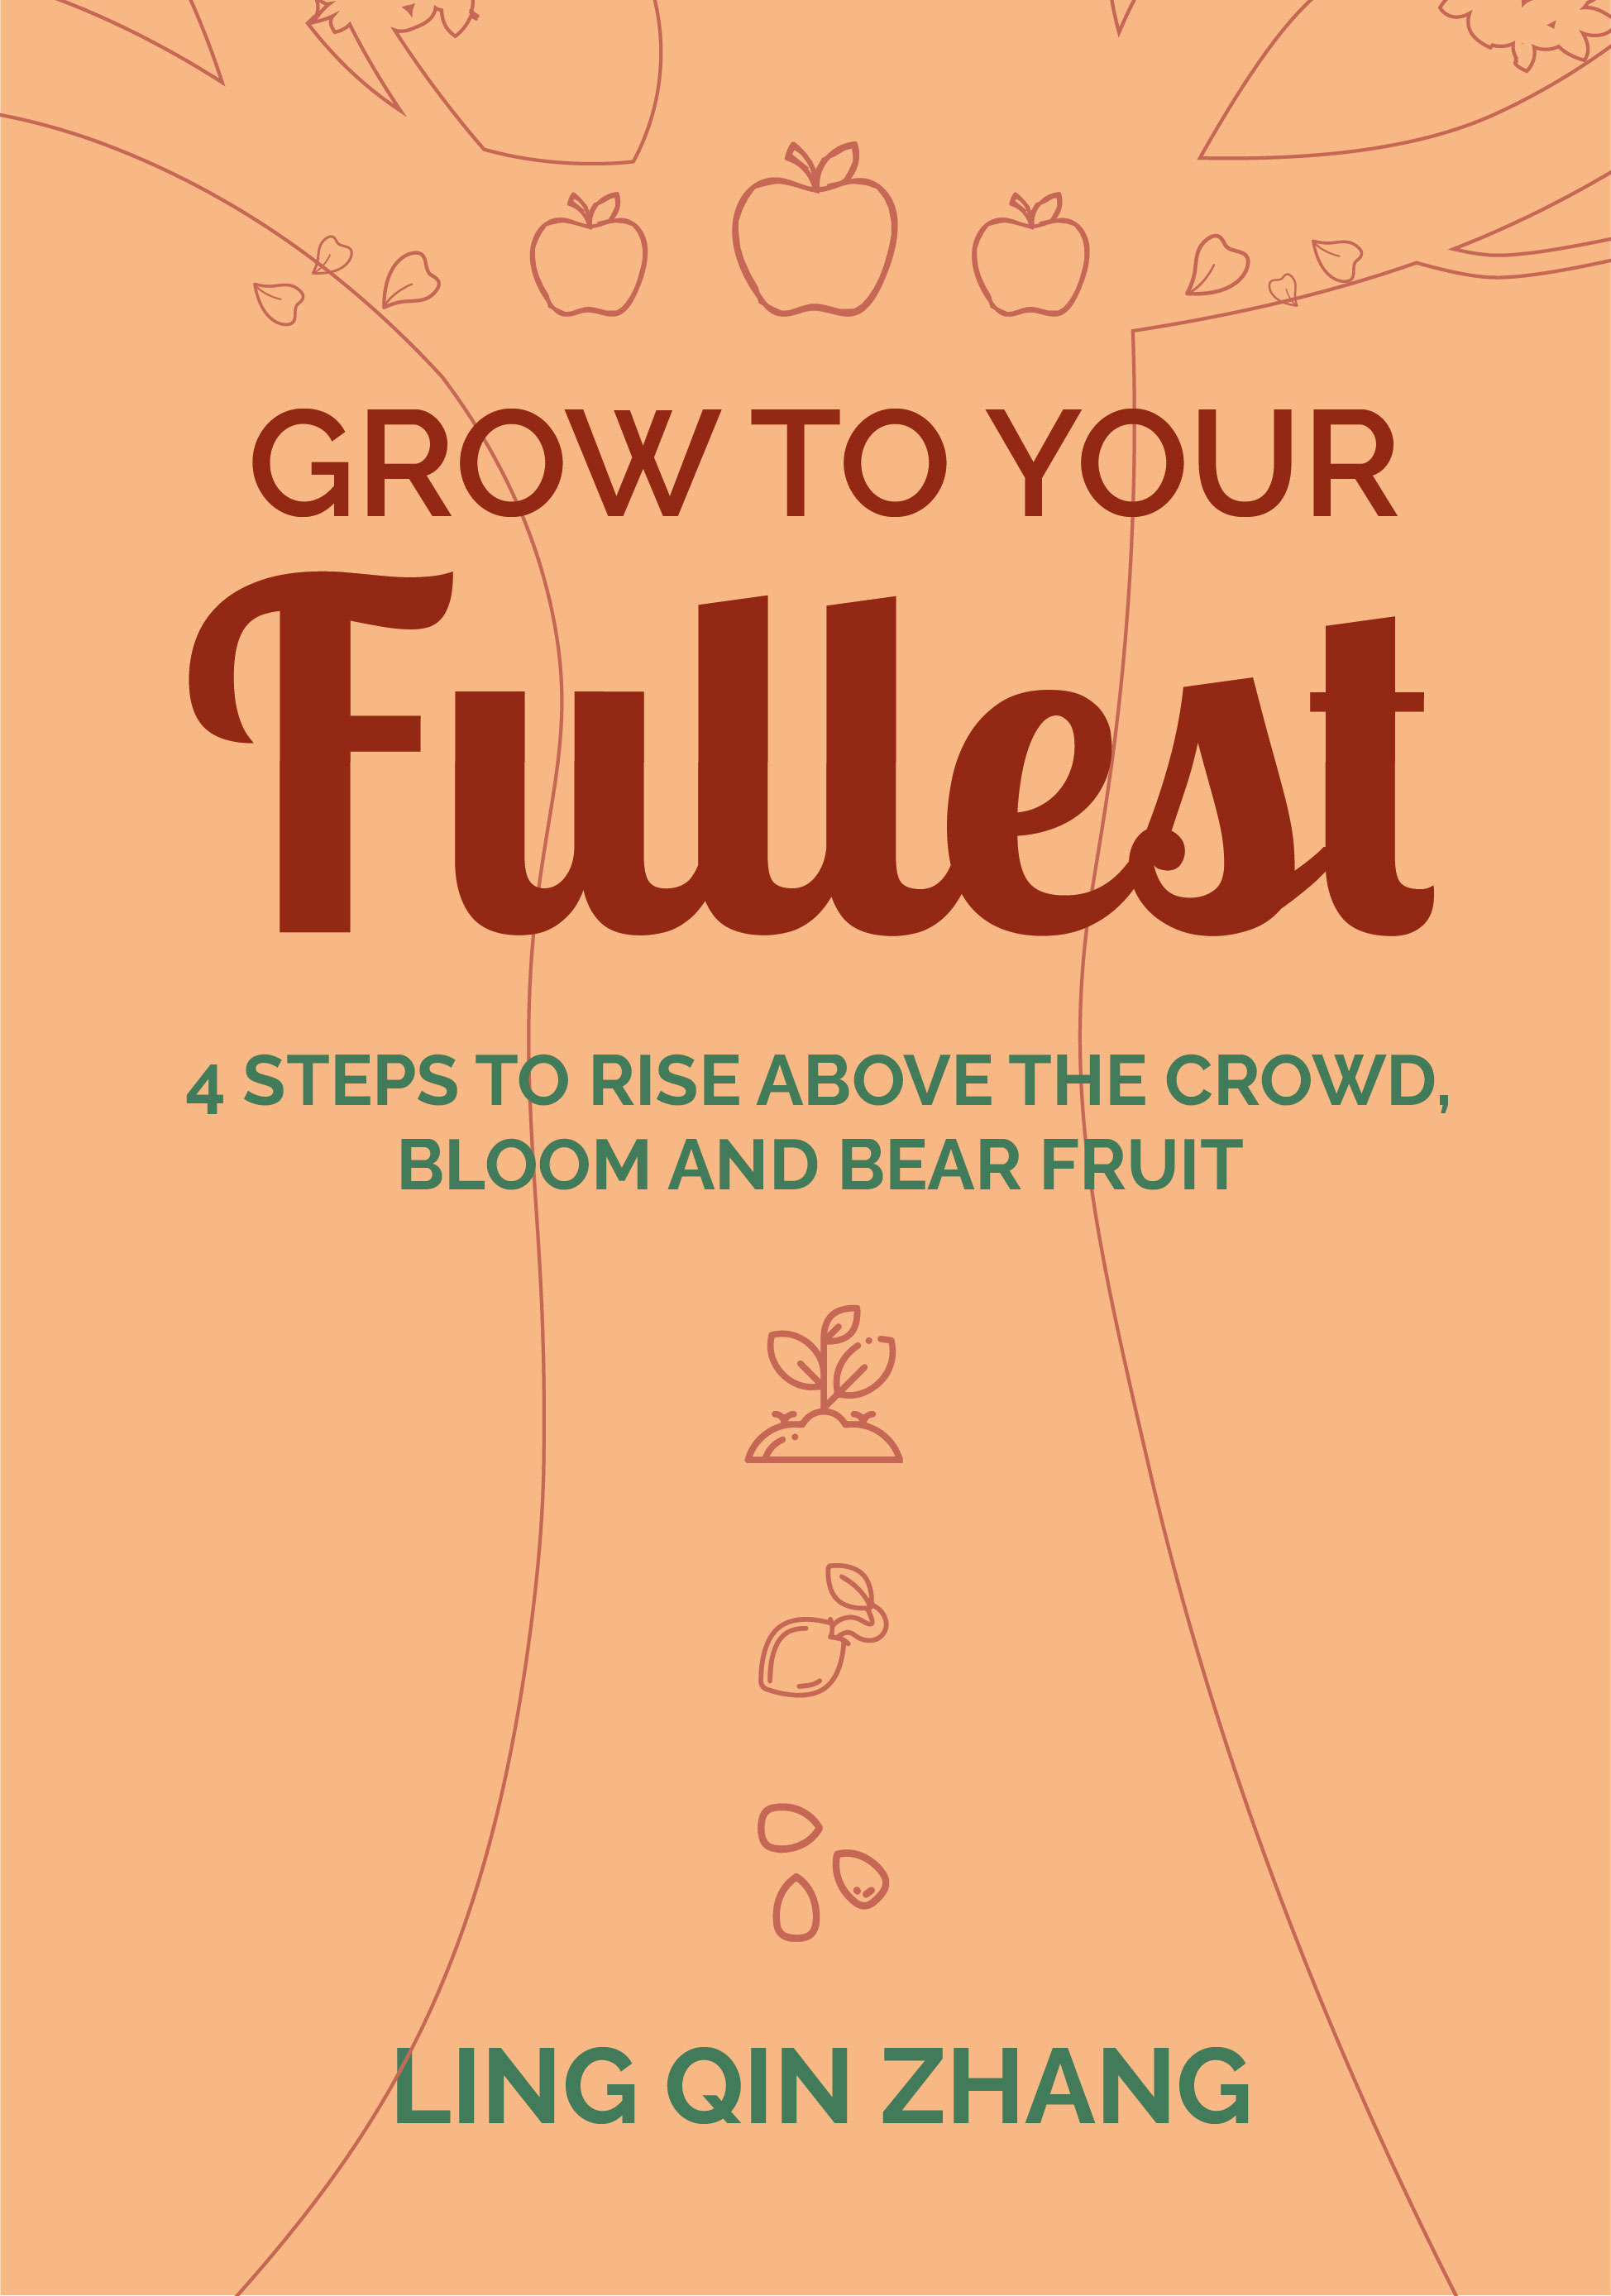 GROW TO YOUR
Fullest
4 STEPS TO RISE ABOVE THE CROWD,
BLOOM AND BEAR FRUIT
LING QIN ZHANG